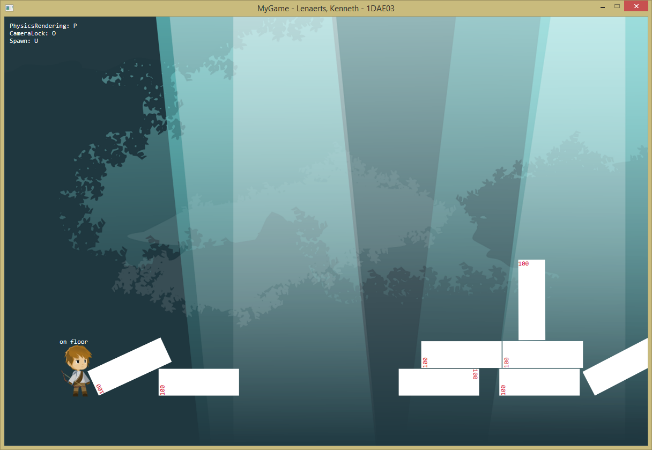 MyGame - Lenaerts, Kenneth - 1DAE03
PhysicsRendering: P
CameraLock: O
Spawn: U
100
on floor
100
100
100
100
100
100